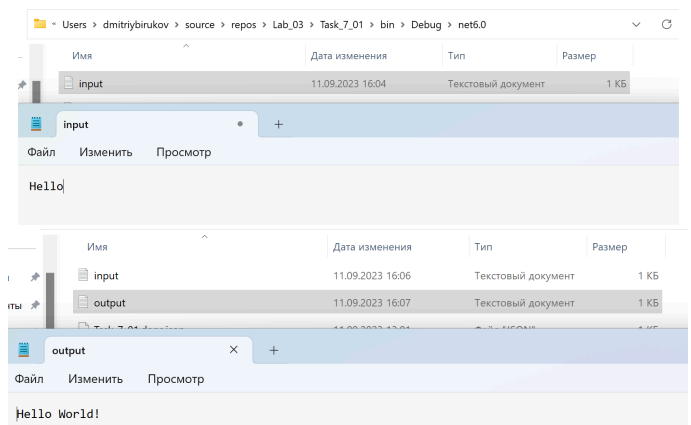 « Users > dmitriybirukov > source > repos > Lab_03 > Task_7_01 > bin > Debug > net6.0
Имя Дата изменения Тип Размер
input 11.09.2023 16:04 Текстовый документ 1 КБ
input
Файл Изменить Просмотр
Hello
Имя Дата изменения Тип Размер
input 11.09.2023 16:06 Текстовый документ 1 КБ
нты output 11.09.2023 16:07 Текстовый документ 1 КБ
output
Файл Изменить Просмотр
Hello World!